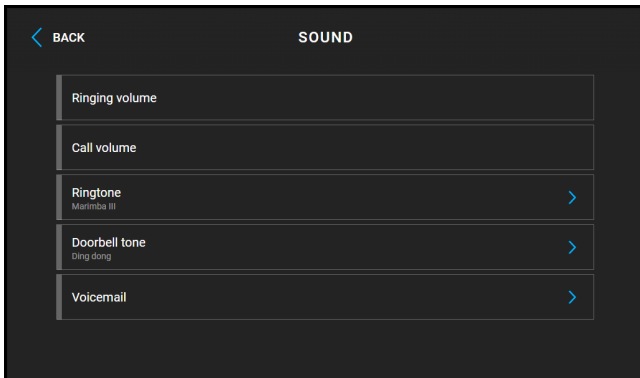 BACK
SOUND
Ringing volume
Call volume
Ringtone
Marimba III
Doorbell tone
Ding dong
Voicemail